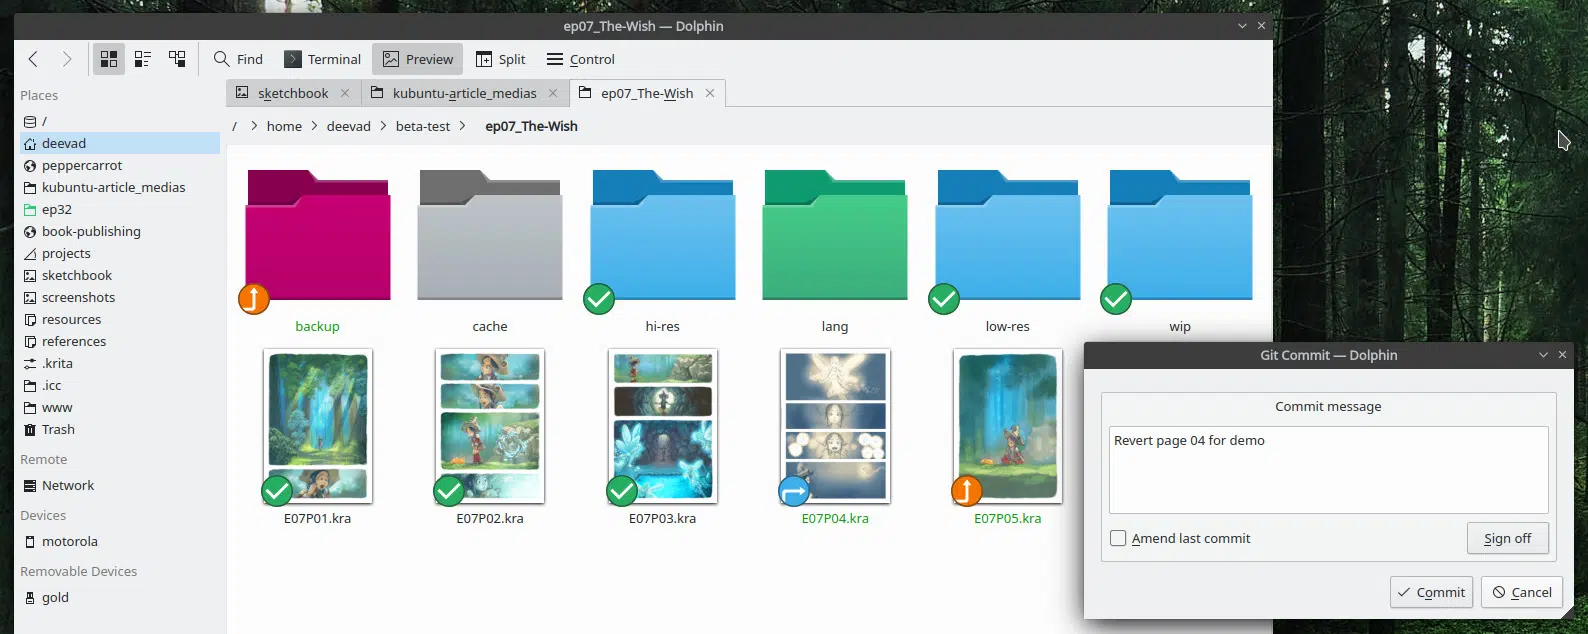 ep07_The-Wish — Dolphin
Find
Terminal
Preview
Split
Control
Places
sketchbook
kubuntu-article_medias
ep07_The-Wish
/
/ > home > deevad > beta-test > ep07_The-Wish
deevad
peppercarrot
kubuntu-article_medias
ep32
book-publishing
projects
sketchbook
screenshots
resources
references
.krita
.icc
www
Trash
Remote
Network
Devices
motorola
Removable Devices
gold
backup
cache
hi-res
lang
low-res
wip
E07P01.kra
E07P02.kra
E07P03.kra
E07P04.kra
E07P05.kra
Git Commit — Dolphin
Commit message
Revert page 04 for demo
Amend last commit
Sign off
Commit
Cancel